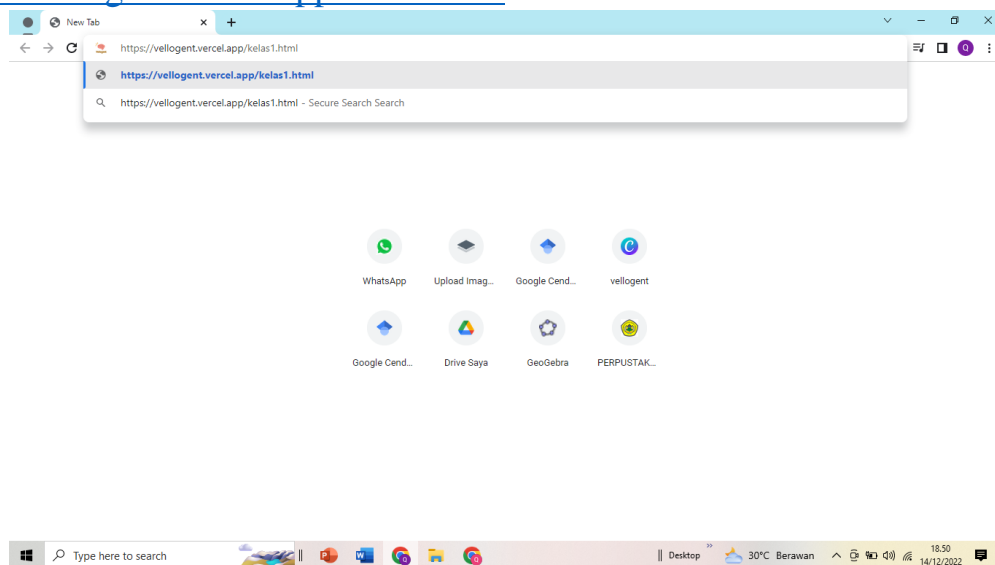 New Tab
https://vellogent.vercel.app/kelas1.html
Q
https://vellogent.vercel.app/kelas1.html
https://vellogent.vercel.app/kelas1.html - Secure Search Search
WhatsApp
Upload Imag...
Google Cend...
vellogent
Google Cend...
Drive Saya
GeoGebra
PERPUSTAK...
Type here to search
Desktop
30°C Berawan
18.50
14/12/2022